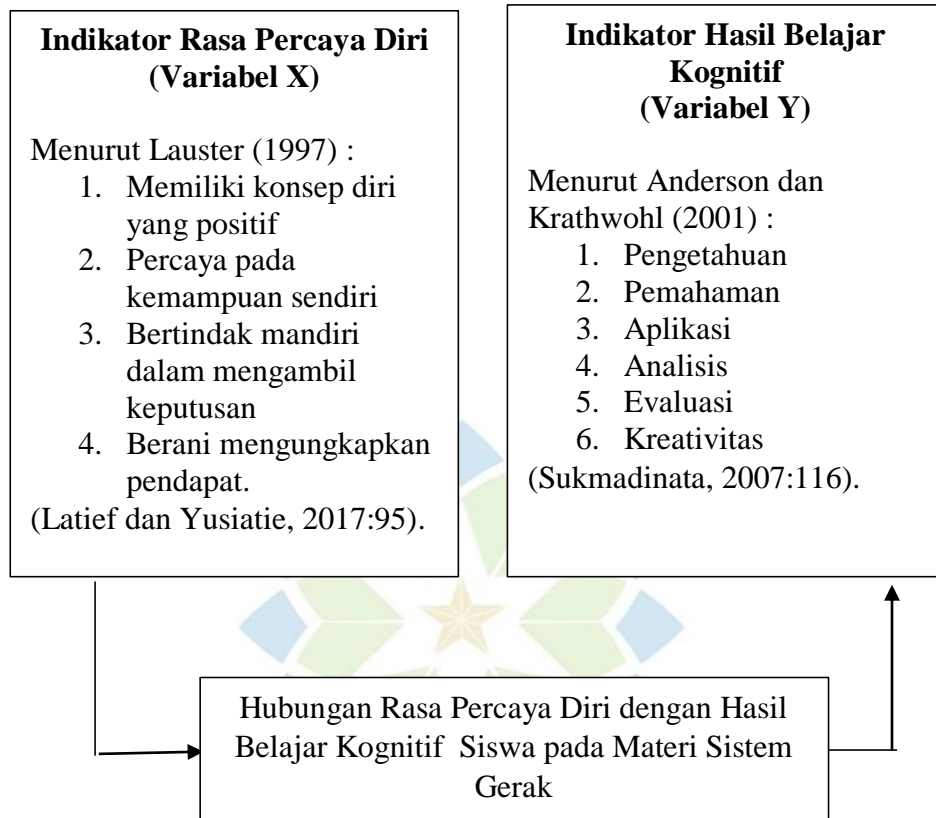 Indikator Rasa Percaya Diri
(Variabel X)
Menurut Lauster (1997) :
1. Memiliki konsep diri
yang positif
2. Percaya pada
kemampuan sendiri
3. Bertindak mandiri
dalam mengambil
keputusan
4. Berani mengungkapkan
pendapat.
(Latief dan Yusiatie, 2017:95).
Indikator Hasil Belajar
Kognitif
(Variabel Y)
Menurut Anderson dan
Krathwohl (2001) :
1. Pengetahuan
2. Pemahaman
3. Aplikasi
4. Analisis
5. Evaluasi
6. Kreativitas
(Sukmadinata, 2007:116).
Hubungan Rasa Percaya Diri dengan Hasil
Belajar Kognitif Siswa pada Materi Sistem
Gerak